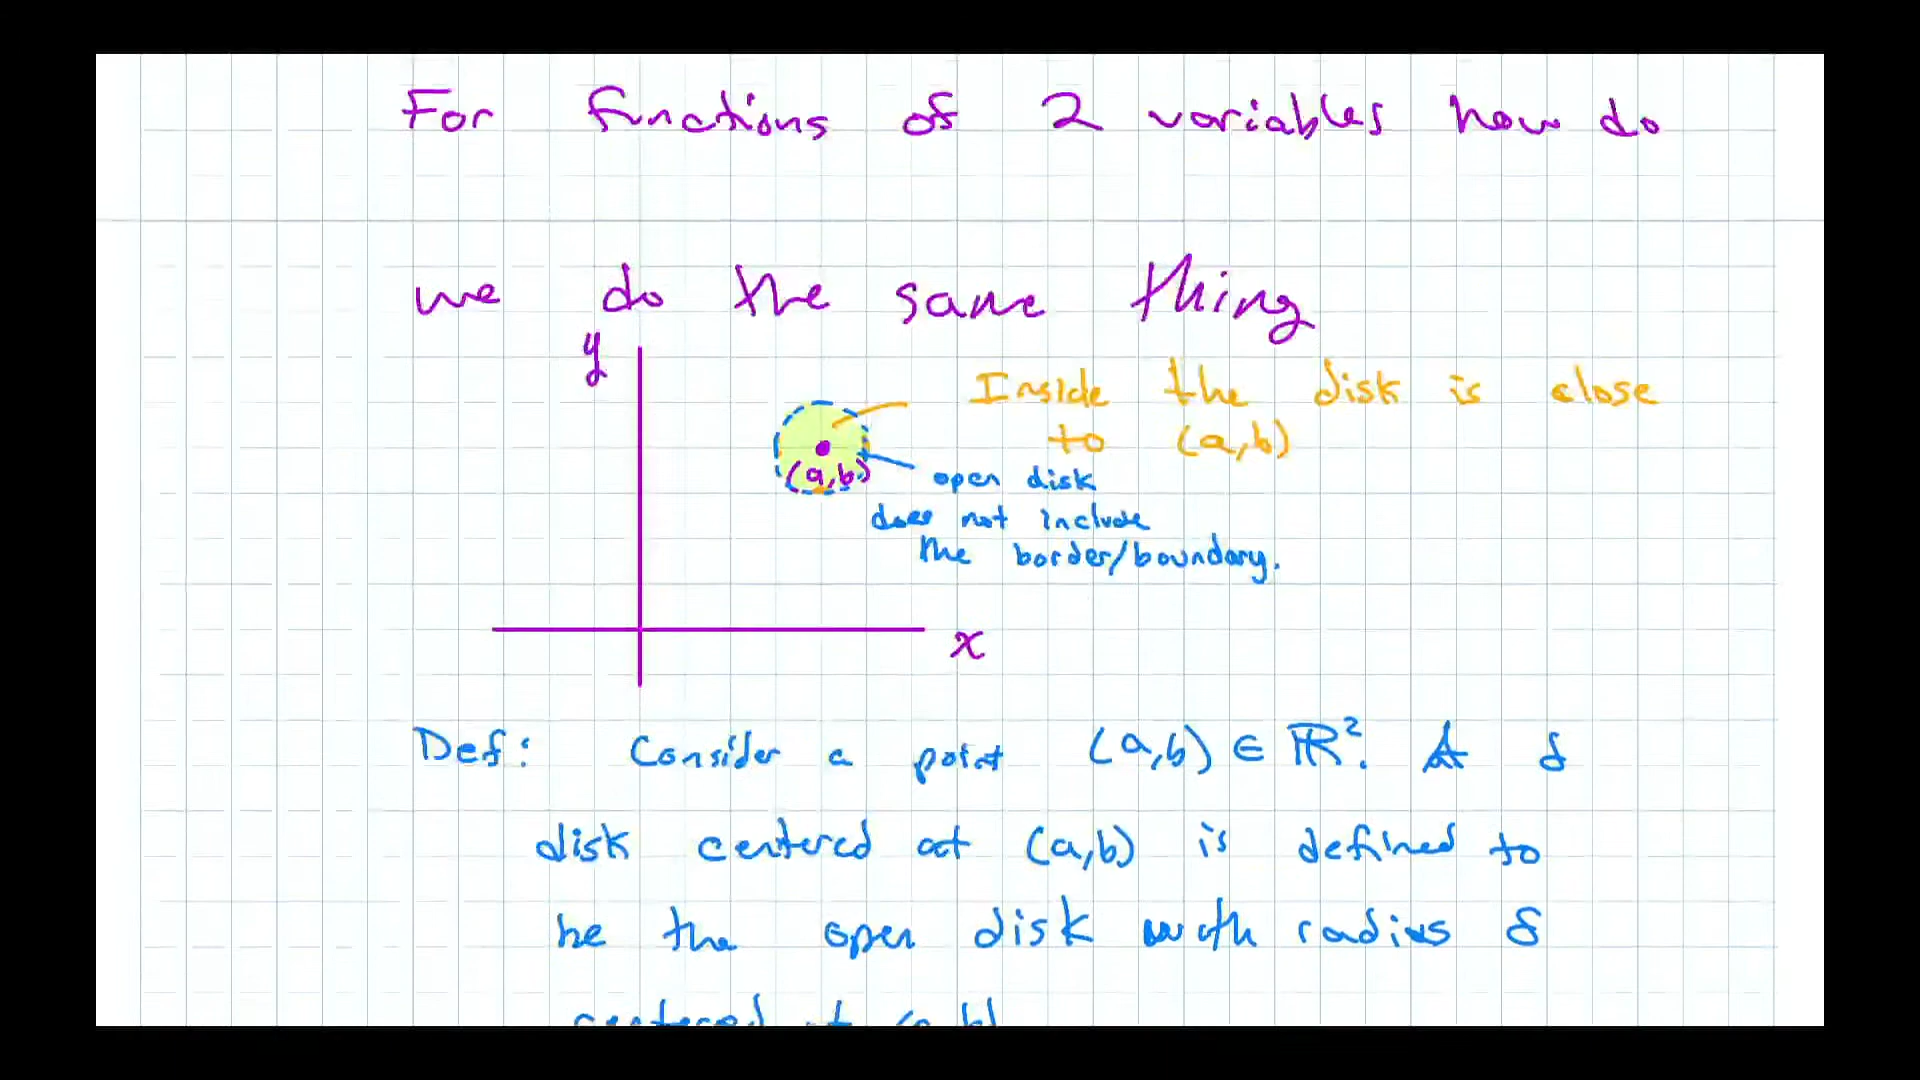 For functions of 2 variables how do
we do the same thing
y
Inside the disk is close
to (a,b)
(a,b)
open disk
does not include
the border/boundary.
x
Def: Consider a point (a,b) ∈ ℝ². A δ
disk centered at (a,b) is defined to
be the open disk with radius δ
centered at (a,b)